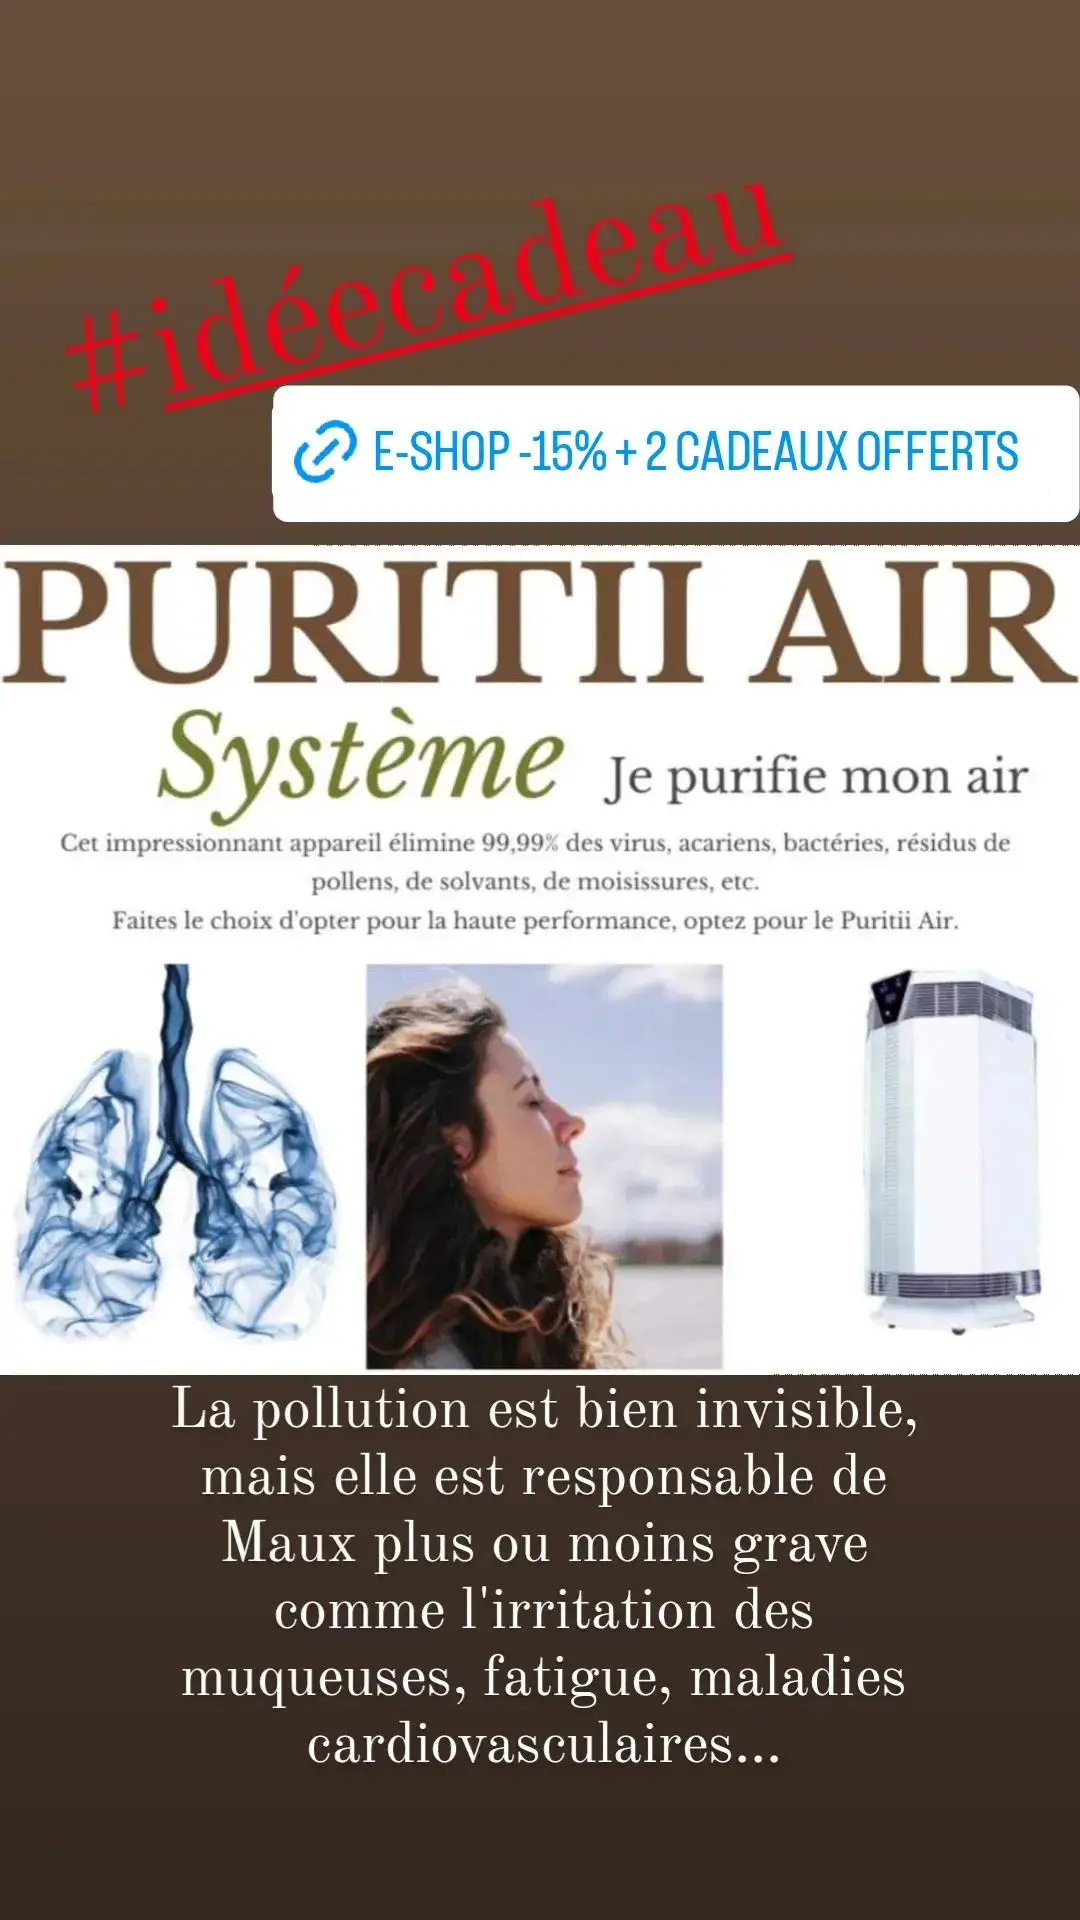 #idéecadeau
E-SHOP -15% + 2 CADEAUX OFFERTS
PURITII AIR
Système
Je purifie mon air
Cet impressionnant appareil élimine 99,99% des virus, acariens, bactéries, résidus de
pollens, de solvants, de moisissures, etc.
Faites le choix d'opter pour la haute performance, optez pour le Puritii Air.
La pollution est bien invisible,
mais elle est responsable de
Maux plus ou moins grave
comme l'irritation des
muqueuses, fatigue, maladies
cardiovasculaires...